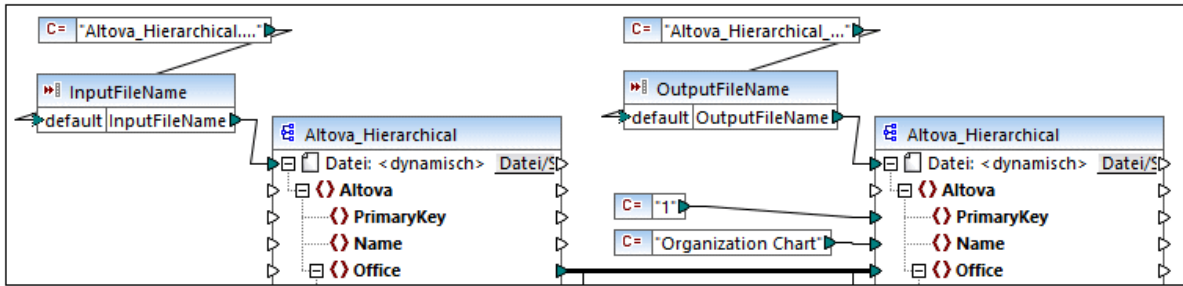 C= "Altova_Hierarchical...."
C= "Altova_Hierarchical_..."
InputFileName
default InputFileName
OutputFileName
default OutputFileName
Altova_Hierarchical
Datei: <dynamisch> Datei/S
Altova
PrimaryKey
Name
Office
C= "1"
C= "Organization Chart"
Altova_Hierarchical
Datei: <dynamisch> Datei/S
Altova
PrimaryKey
Name
Office